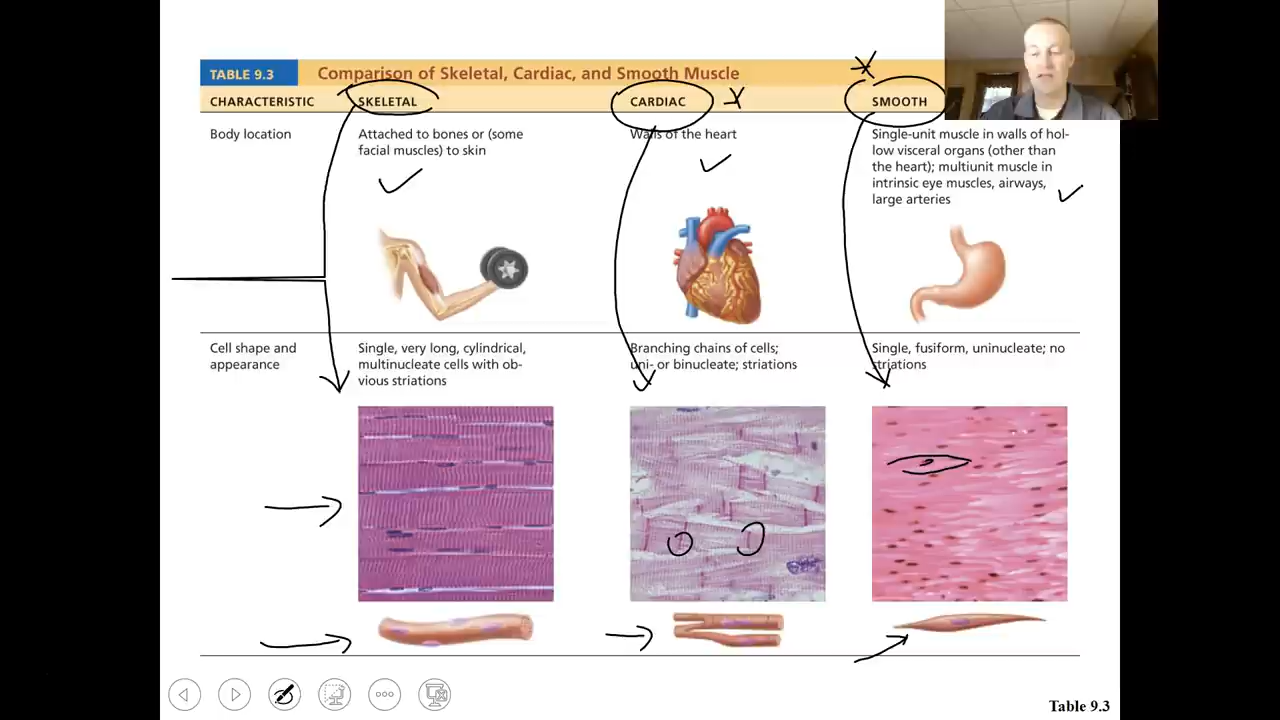 TABLE 9.3 Comparison of Skeletal, Cardiac, and Smooth Muscle
CHARACTERISTIC SKELETAL CARDIAC SMOOTH
Body location
Attached to bones or (some
facial muscles) to skin
Walls of the heart
Single-unit muscle in walls of hol-
low visceral organs (other than
the heart); multiunit muscle in
intrinsic eye muscles, airways,
large arteries
Cell shape and
appearance
Single, very long, cylindrical,
multinucleate cells with ob-
vious striations
Branching chains of cells;
uni- or binucleate; striations
Single, fusiform, uninucleate; no
striations
Table 9.3